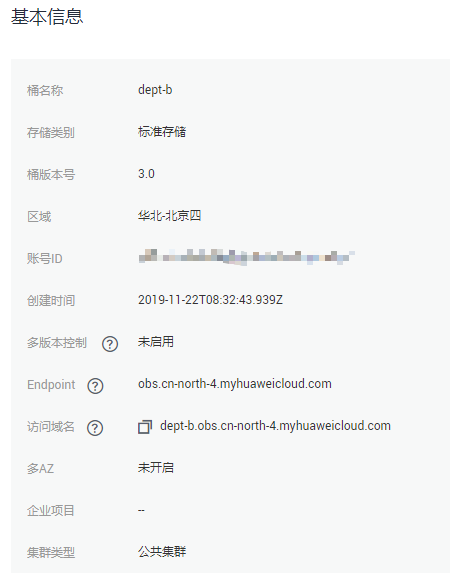 基本信息
桶名称 dept-b
存储类别 标准存储
桶版本号 3.0
区域 华北-北京四
账号ID
创建时间 2019-11-22T08:32:43.939Z
多版本控制 ? 未启用
Endpoint ? obs.cn-north-4.myhuaweicloud.com
访问域名 ? dept-b.obs.cn-north-4.myhuaweicloud.com
多AZ 未开启
企业项目 --
集群类型 公共集群